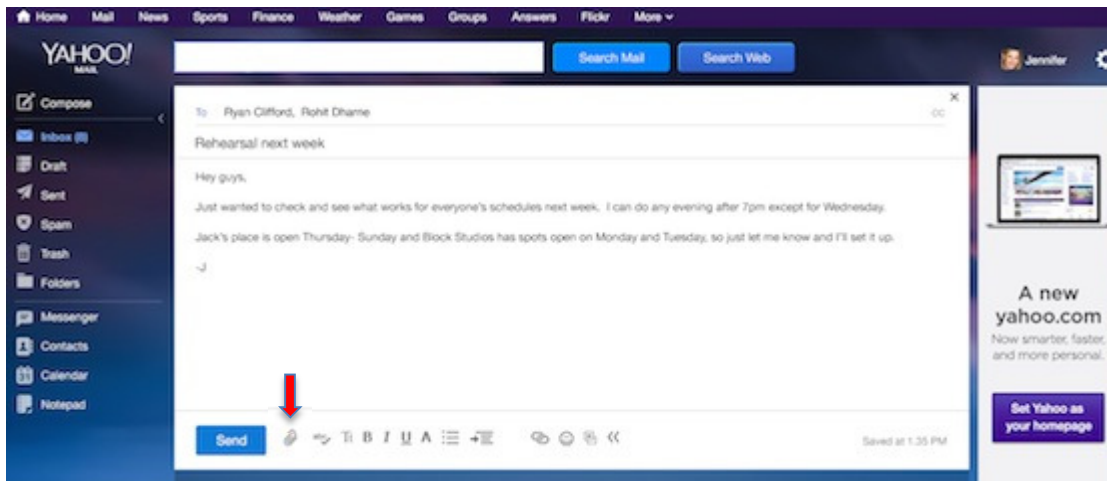 Home Mail News Sports Finance Weather Games Groups Answers Flickr More
YAHOO!
MAIL
Search Mail Search Web
Jennifer
Compose
Inbox
Draft
Sent
Spam
Trash
Folders
Messenger
Contacts
31 Calendar
Notepad
To Ryan Clifford, Rohit Dharne
CC
Rehearsal next week
Hey guys,
Just wanted to check and see what works for everyone's schedules next week. I can do any evening after 7pm except for Wednesday.
Jack's place is open Thursday- Sunday and Block Studios has spots open on Monday and Tuesday, so just let me know and I'll set it up.
-J
Send
B I U A
Saved at 1:35 PM
A new
yahoo.com
Now smarter, faster,
and more personal.
Set Yahoo as
your homepage